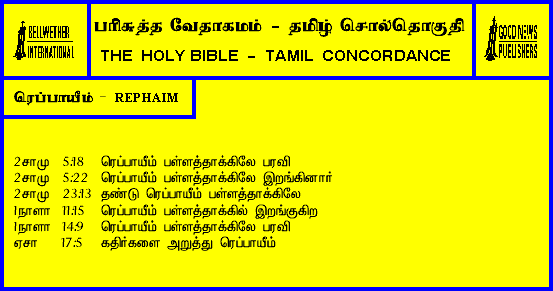 BELLWETHER
INTERNATIONAL
பரிசுத்த வேதாகமம் - தமிழ் சொல்தொகுதி
THE HOLY BIBLE - TAMIL CONCORDANCE
GOOD NEWS
PUBLISHERS
ரெப்பாயீம் - REPHAIM
2சாமு 5:18 ரெப்பாயீம் பள்ளத்தாக்கிலே பரவி
2சாமு 5:22 ரெப்பாயீம் பள்ளத்தாக்கிலே இறங்கினார்
2சாமு 23:13 தண்டு ரெப்பாயீம் பள்ளத்தாக்கிலே
1நாளா 11:15 ரெப்பாயீம் பள்ளத்தாக்கில் இறங்குகிற
1நாளா 14:9 ரெப்பாயீம் பள்ளத்தாக்கிலே பரவி
ஏசா 17:5 கதிர்களை அறுத்து ரெப்பாயீம்